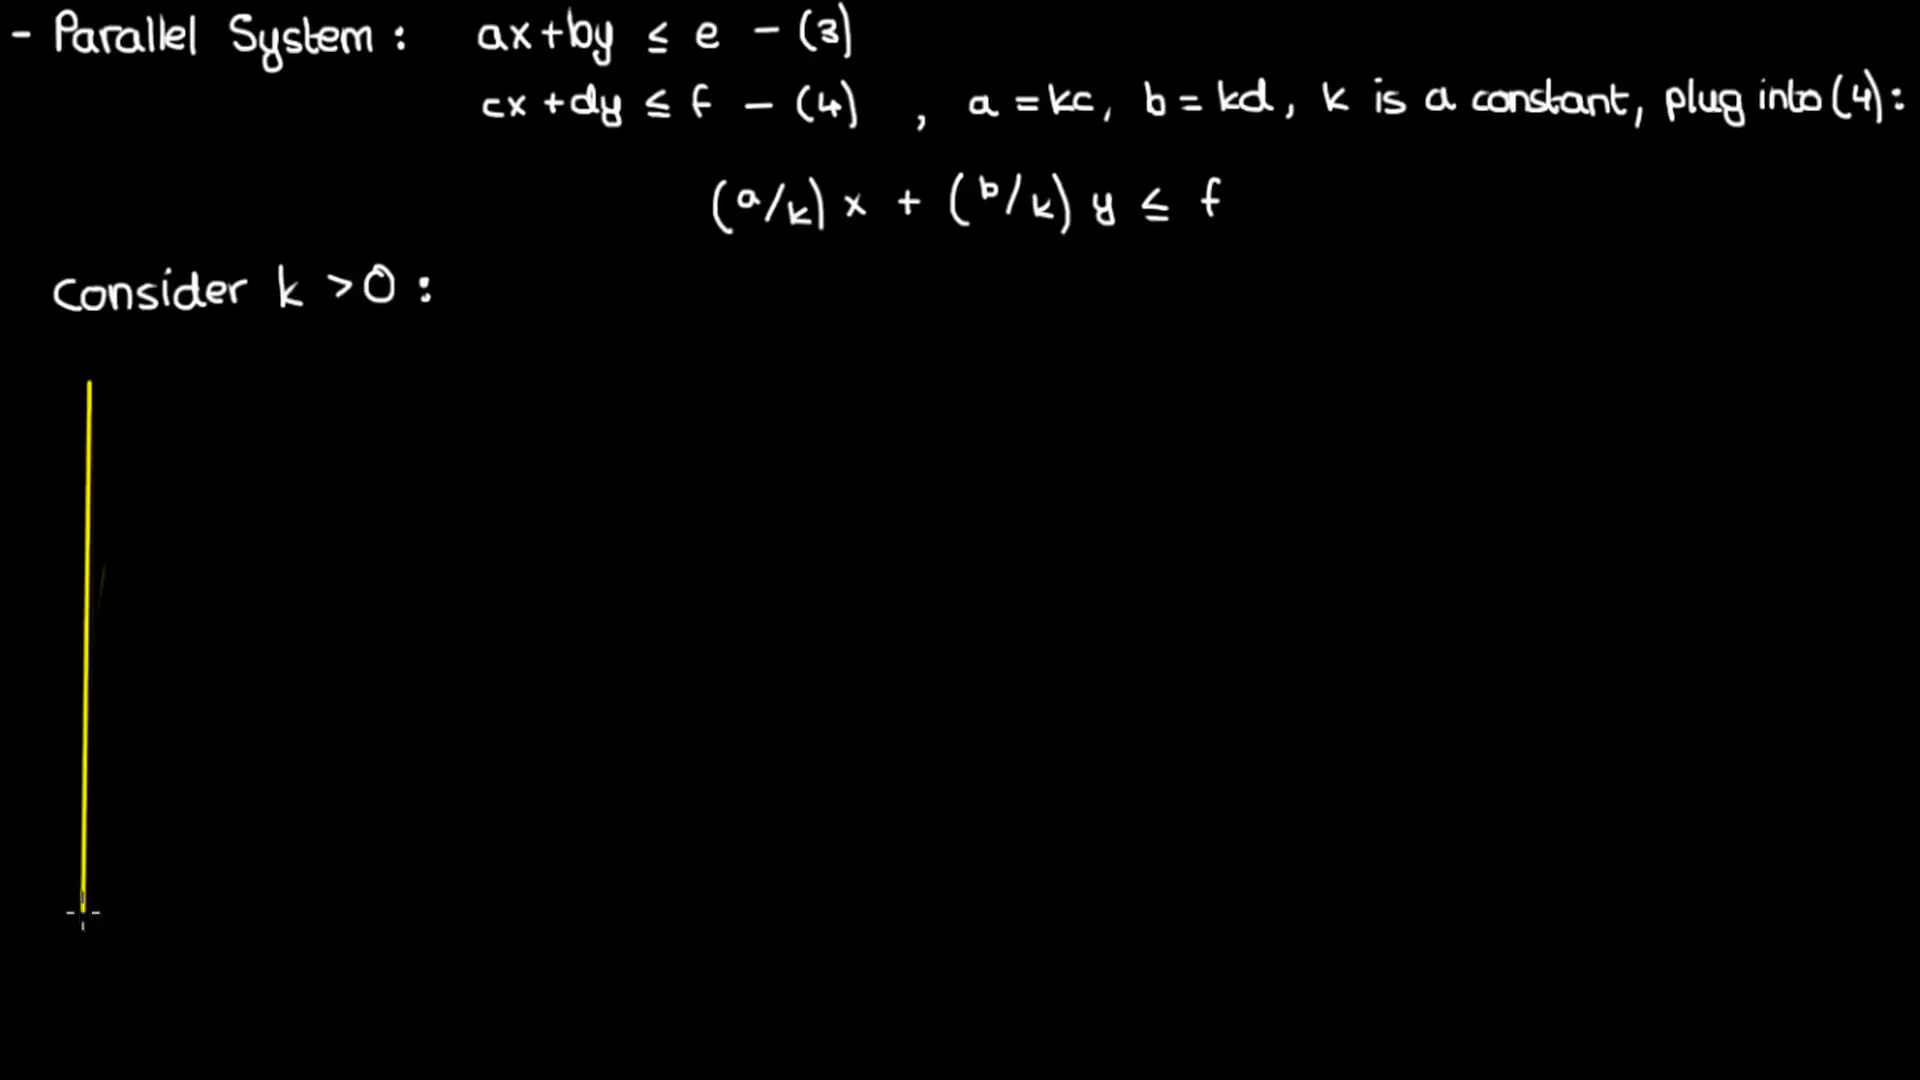 - Parallel System : ax+by ≤ e - (3)
cx +dy ≤ f - (4) , a =kc, b = kd, k is a constant, plug into (4) :
(a/k) x + (b/k) y ≤ f
Consider k >0 :